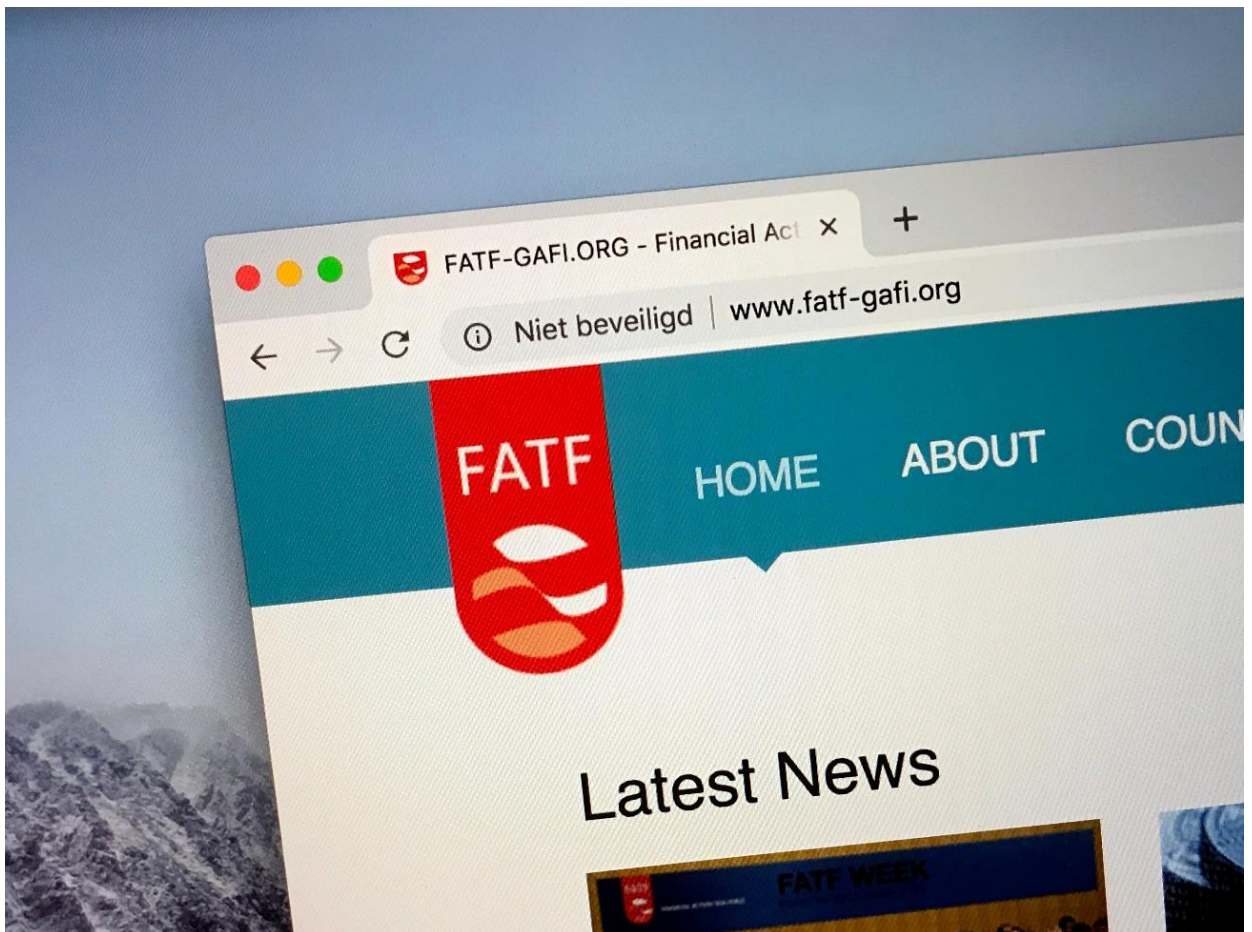 FATF-GAFI.ORG - Financial Act
Niet beveiligd | www.fatf-gafi.org
FATF
HOME
ABOUT
COUN
Latest News
FATF WEEK